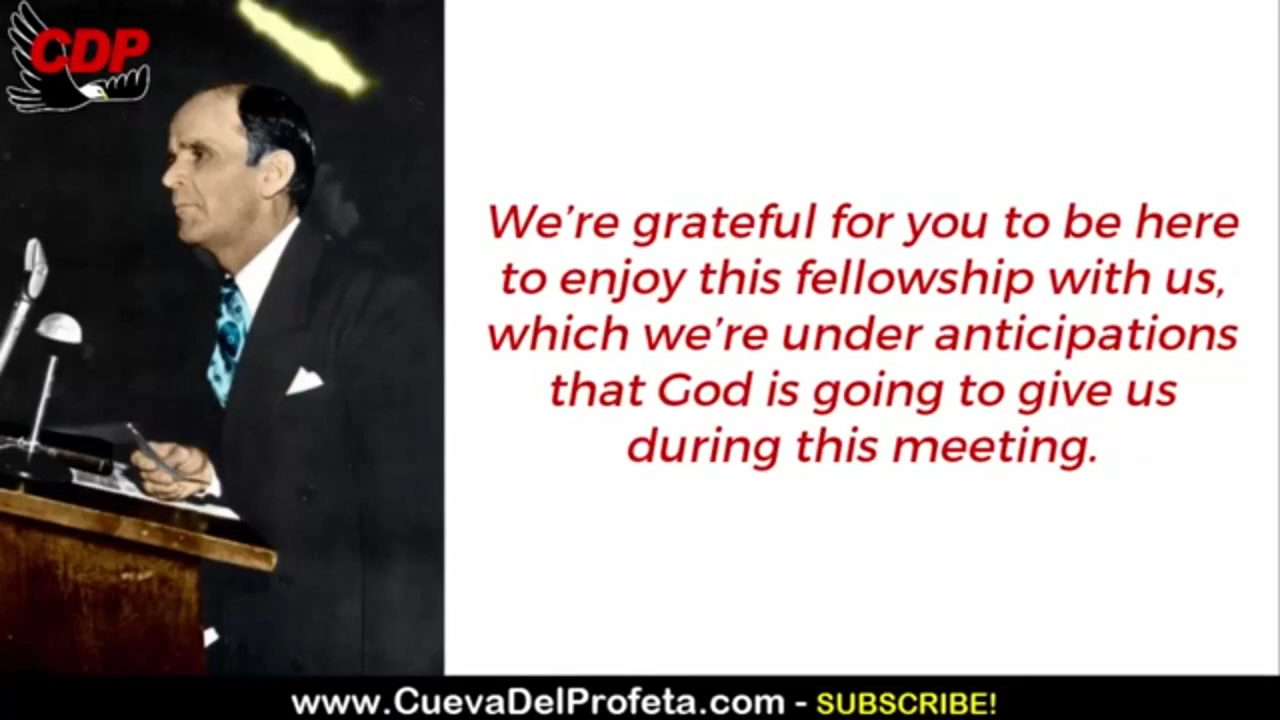 CDP
We’re grateful for you to be here
to enjoy this fellowship with us,
which we’re under anticipations
that God is going to give us
during this meeting.
www.CuevaDelProfeta.com - SUBSCRIBE!